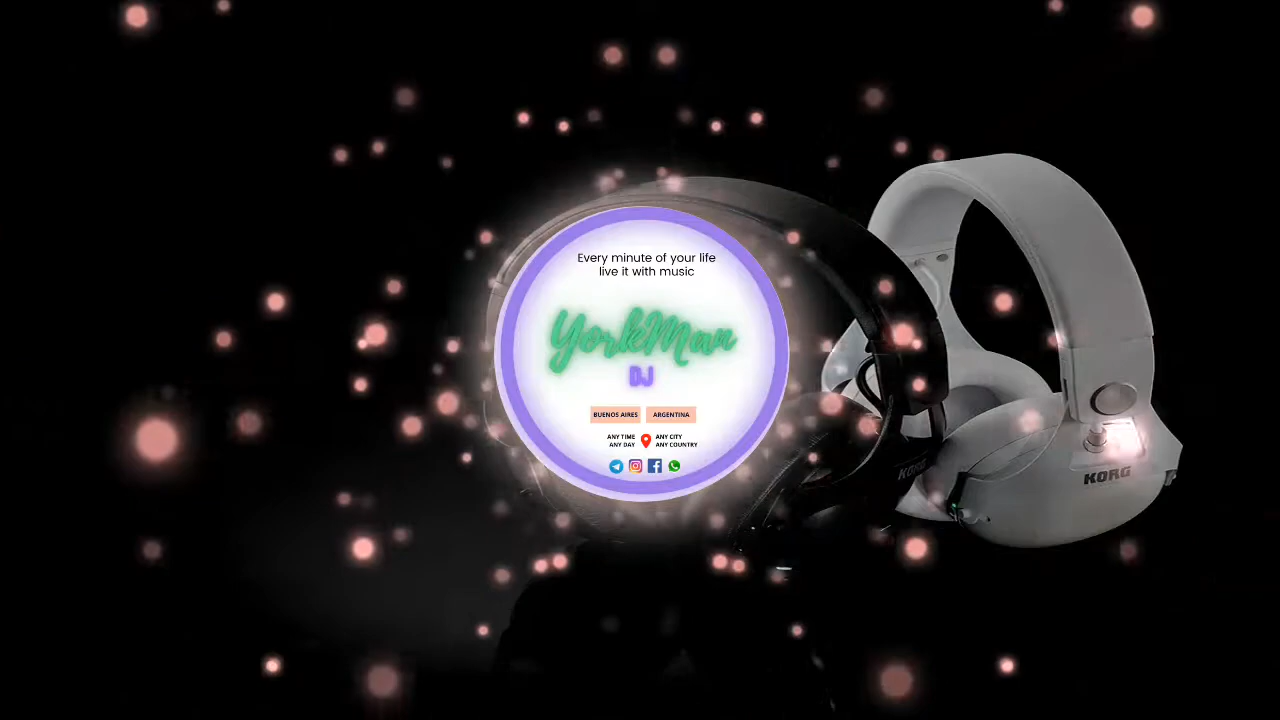 Every minute of your life
live it with music
YorkMan
DJ
BUENOS AIRES
ARGENTINA
ANY TIME
ANY DAY
ANY CITY
ANY COUNTRY
KORG
KORG